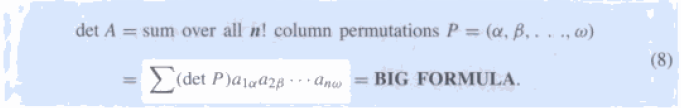 det A = sum over all n! column permutations P = (α, β, . . ., ω)
= ∑(det P)a₁αa₂β ⋯ aₙω = BIG FORMULA.
(8)